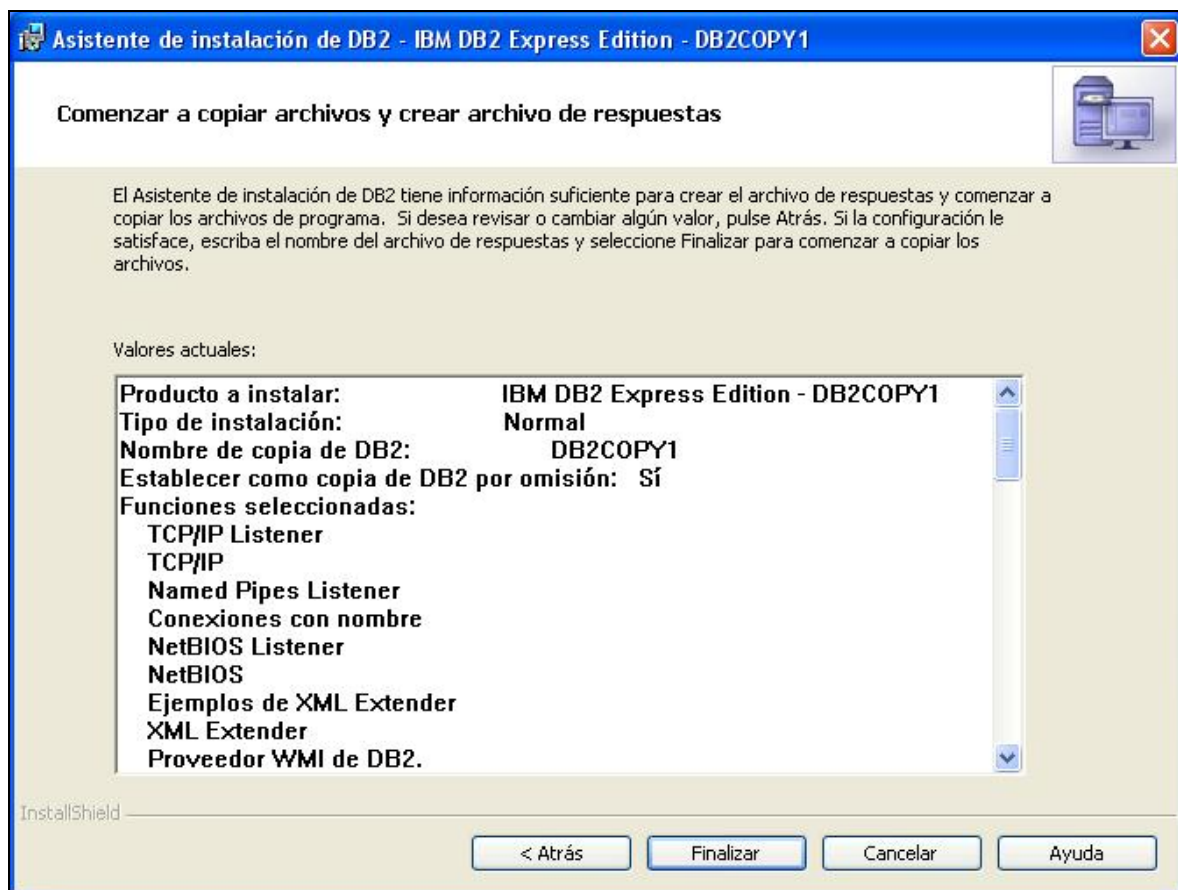 Asistente de instalación de DB2 - IBM DB2 Express Edition - DB2COPY1
Comenzar a copiar archivos y crear archivo de respuestas
El Asistente de instalación de DB2 tiene información suficiente para crear el archivo de respuestas y comenzar a
copiar los archivos de programa. Si desea revisar o cambiar algún valor, pulse Atrás. Si la configuración le
satisface, escriba el nombre del archivo de respuestas y seleccione Finalizar para comenzar a copiar los
archivos.
Valores actuales:
Producto a instalar: IBM DB2 Express Edition - DB2COPY1
Tipo de instalación: Normal
Nombre de copia de DB2: DB2COPY1
Establecer como copia de DB2 por omisión: Sí
Funciones seleccionadas:
TCP/IP Listener
TCP/IP
Named Pipes Listener
Conexiones con nombre
NetBIOS Listener
NetBIOS
Ejemplos de XML Extender
XML Extender
Proveedor WMI de DB2.
InstallShield
< Atrás Finalizar Cancelar Ayuda